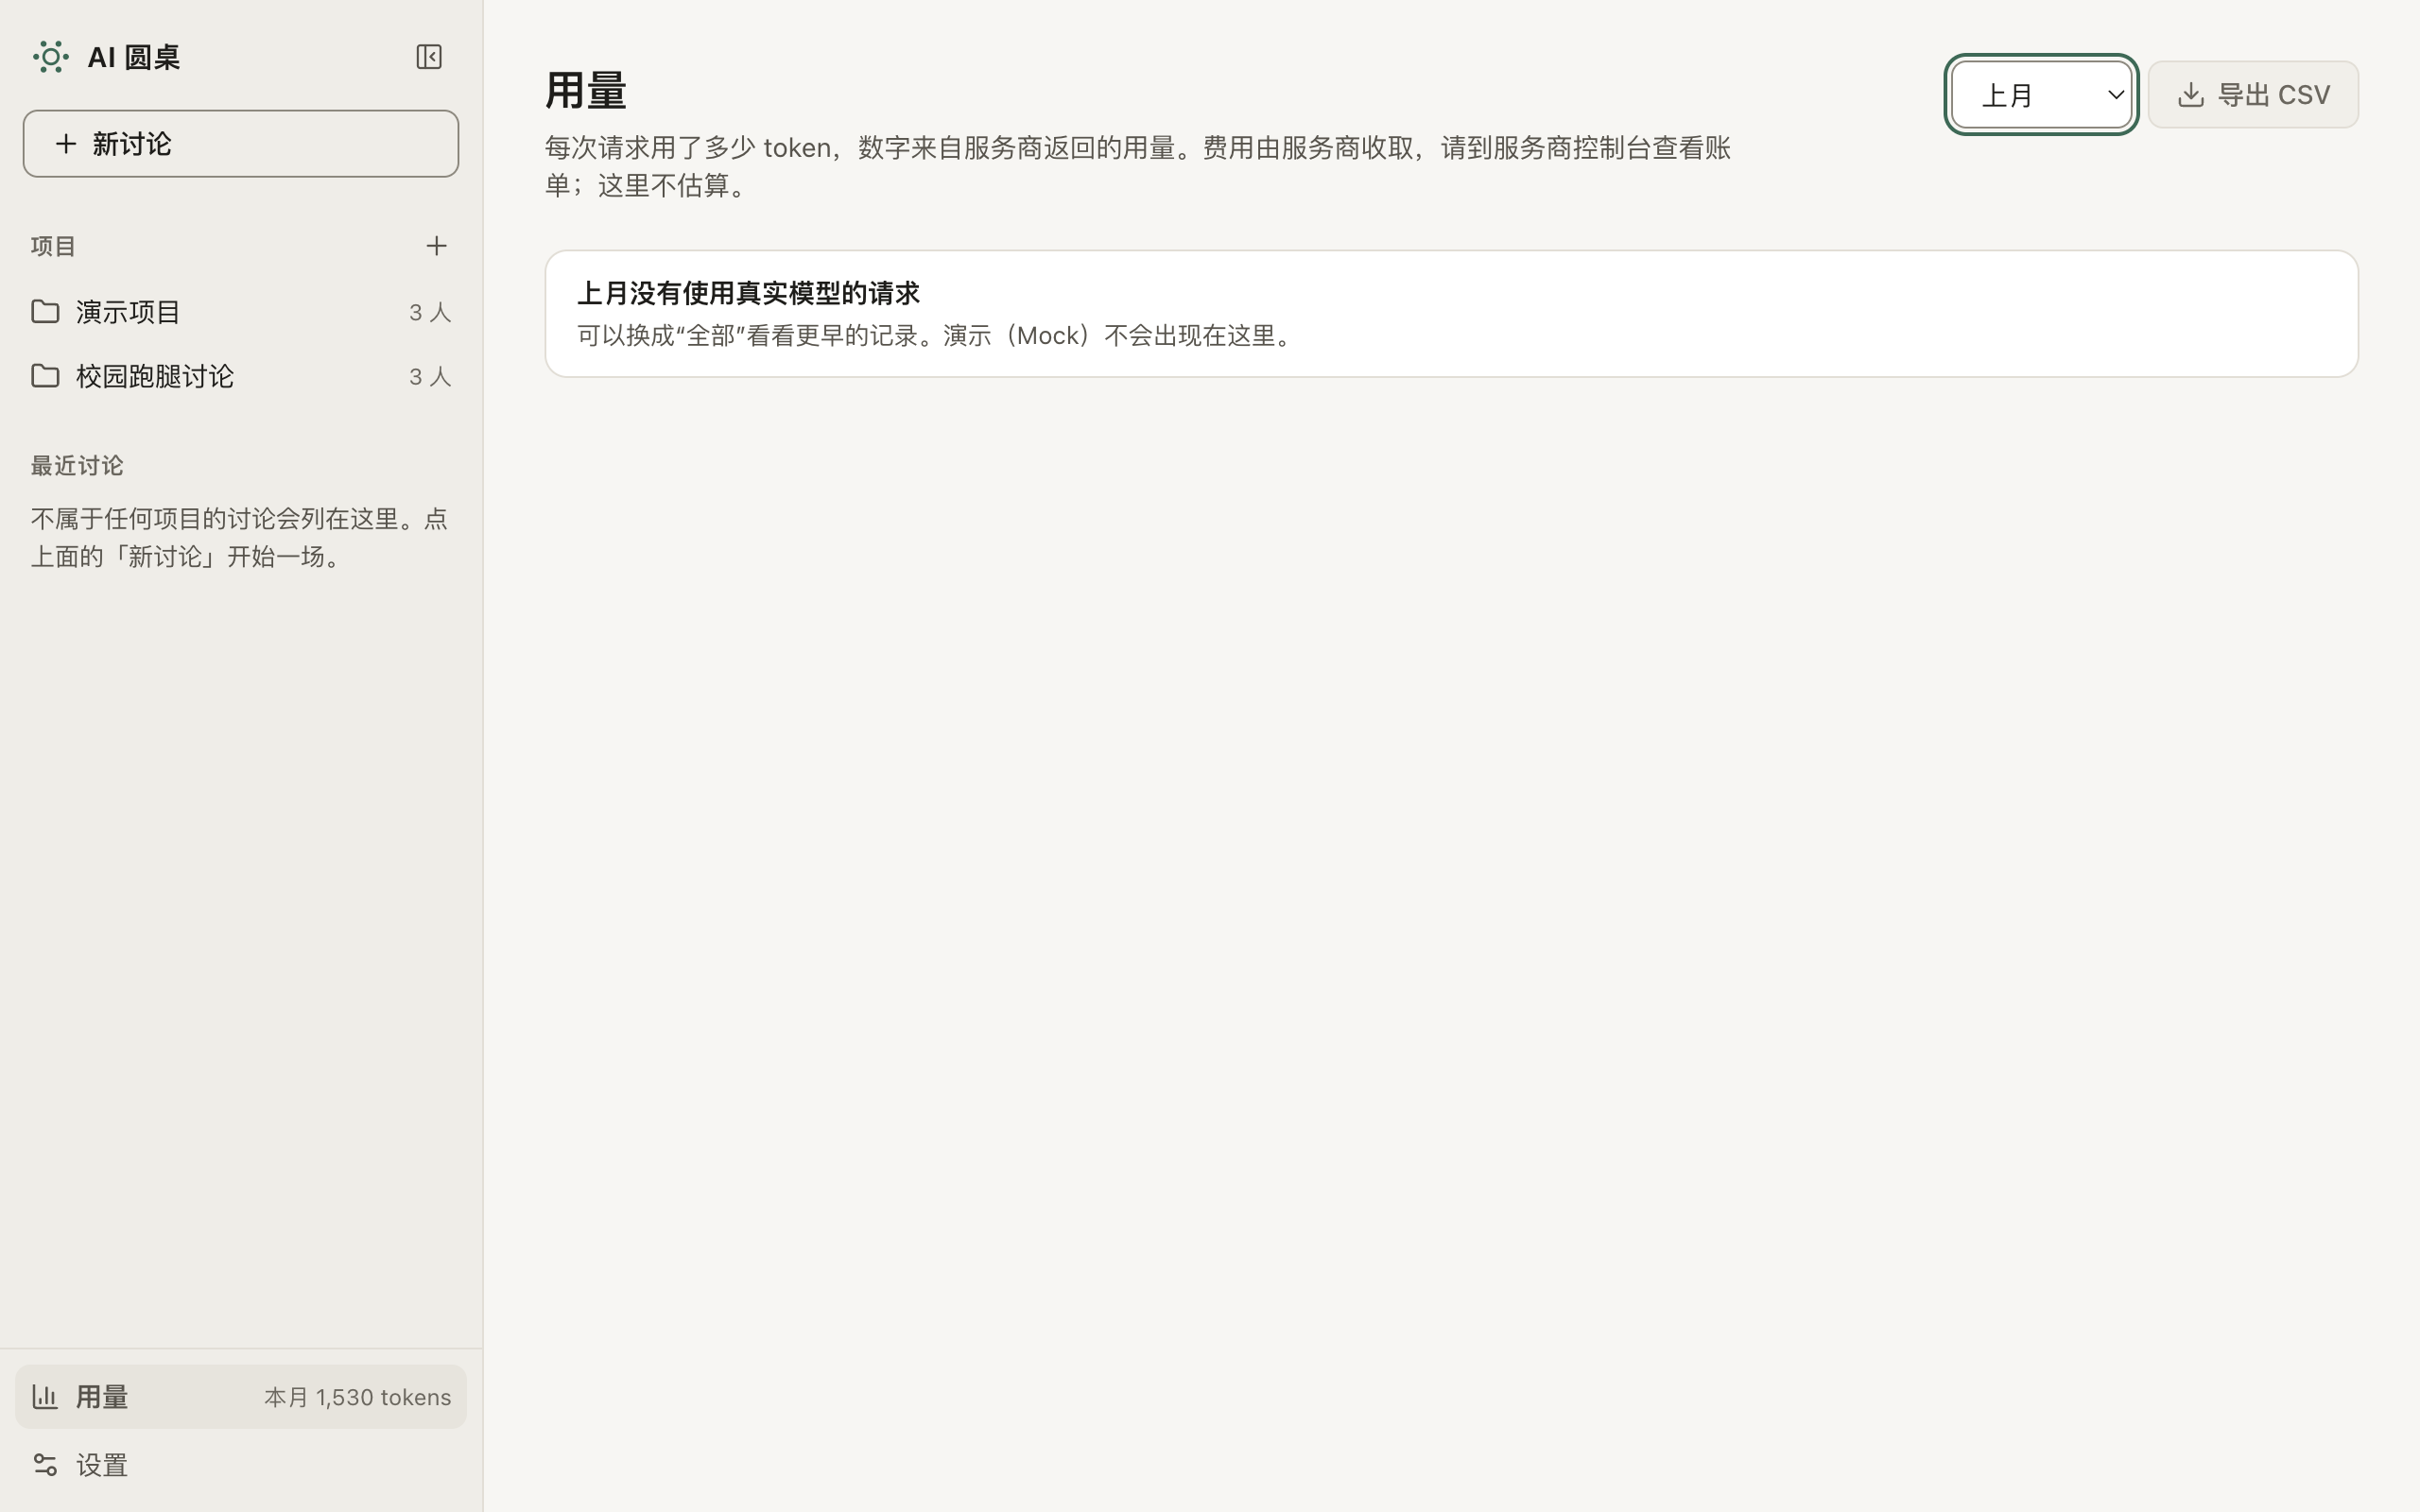 AI 圆桌
新讨论
项目
演示项目 3 人
校园跑腿讨论 3 人
最近讨论
不属于任何项目的讨论会列在这里。点
上面的「新讨论」开始一场。
用量 本月 1,530 tokens
设置
用量
每次请求用了多少 token，数字来自服务商返回的用量。费用由服务商收取，请到服务商控制台查看账
单；这里不估算。
上月
导出 CSV
上月没有使用真实模型的请求
可以换成“全部”看看更早的记录。演示（Mock）不会出现在这里。